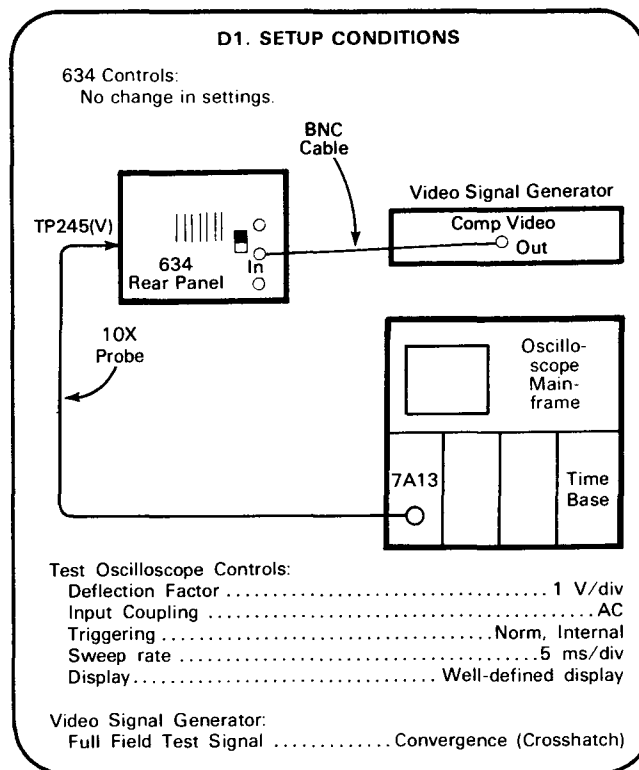 D1. SETUP CONDITIONS
634 Controls:
No change in settings.
BNC
Cable
Video Signal Generator
Comp Video
Out
TP245(V)
In
634
Rear Panel
10X
Probe
Oscillo-
scope
Main-
frame
7A13
Time
Base
Test Oscilloscope Controls:
Deflection Factor ................................... 1 V/div
Input Coupling ......................................... AC
Triggering ................................. Norm, Internal
Sweep rate ......................................... 5 ms/div
Display ............................... Well-defined display
Video Signal Generator:
Full Field Test Signal ............ Convergence (Crosshatch)